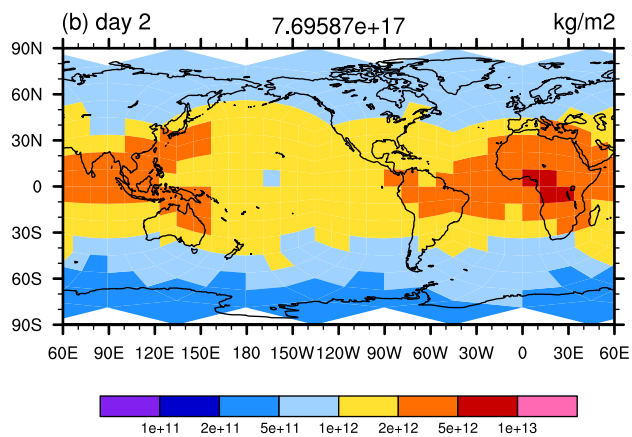 (b) day 2 7.69587e+17 kg/m2
90N
60N
30N
0
30S
60S
90S
60E 90E 120E 150E 180 150W 120W 90W 60W 30W 0 30E 60E
1e+11 2e+11 5e+11 1e+12 2e+12 5e+12 1e+13